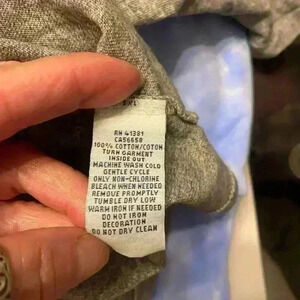 RN 41381
CA56650
100% COTTON/COTON
TURN GARMENT
INSIDE OUT
MACHINE WASH COLD
GENTLE CYCLE
ONLY NON-CHLORINE
BLEACH WHEN NEEDED
REMOVE PROMPTLY
TUMBLE DRY LOW
WARM IRON IF NEEDED
DO NOT IRON
DECORATION
DO NOT DRY CLEAN